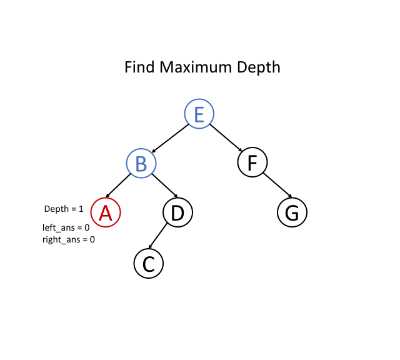 Find Maximum Depth
E
B
F
Depth = 1
A
D
G
left_ans = 0
right_ans = 0
C